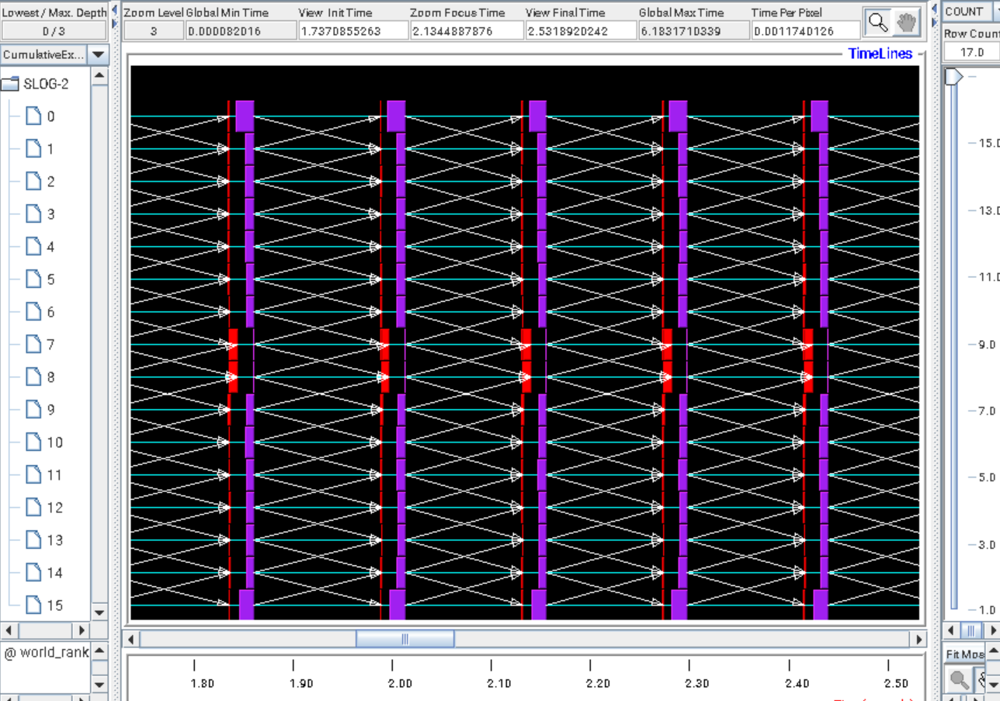 Lowest / Max. Depth Zoom Level Global Min Time View Init Time Zoom Focus Time View Final Time Global Max Time Time Per Pixel COUNT
0 / 3 3 0.000082016 1.7370855263 2.1344887876 2.5318920242 6.1831710339 0.0011740126
Row Count
17.0
CumulativeEx...
TimeLines
SLOG-2
0
1
2
3
4
5
6
7
8
9
10
11
12
13
14
15
15.0
13.0
11.0
9.0
7.0
5.0
3.0
1.0
@ world_rank
Fit Mos
1.80 1.90 2.00 2.10 2.20 2.30 2.40 2.50